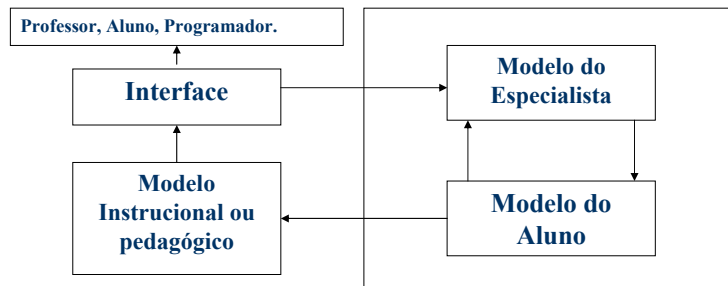 Professor, Aluno, Programador.
Interface
Modelo do
Especialista
Modelo
Instrucional ou
pedagógico
Modelo do
Aluno